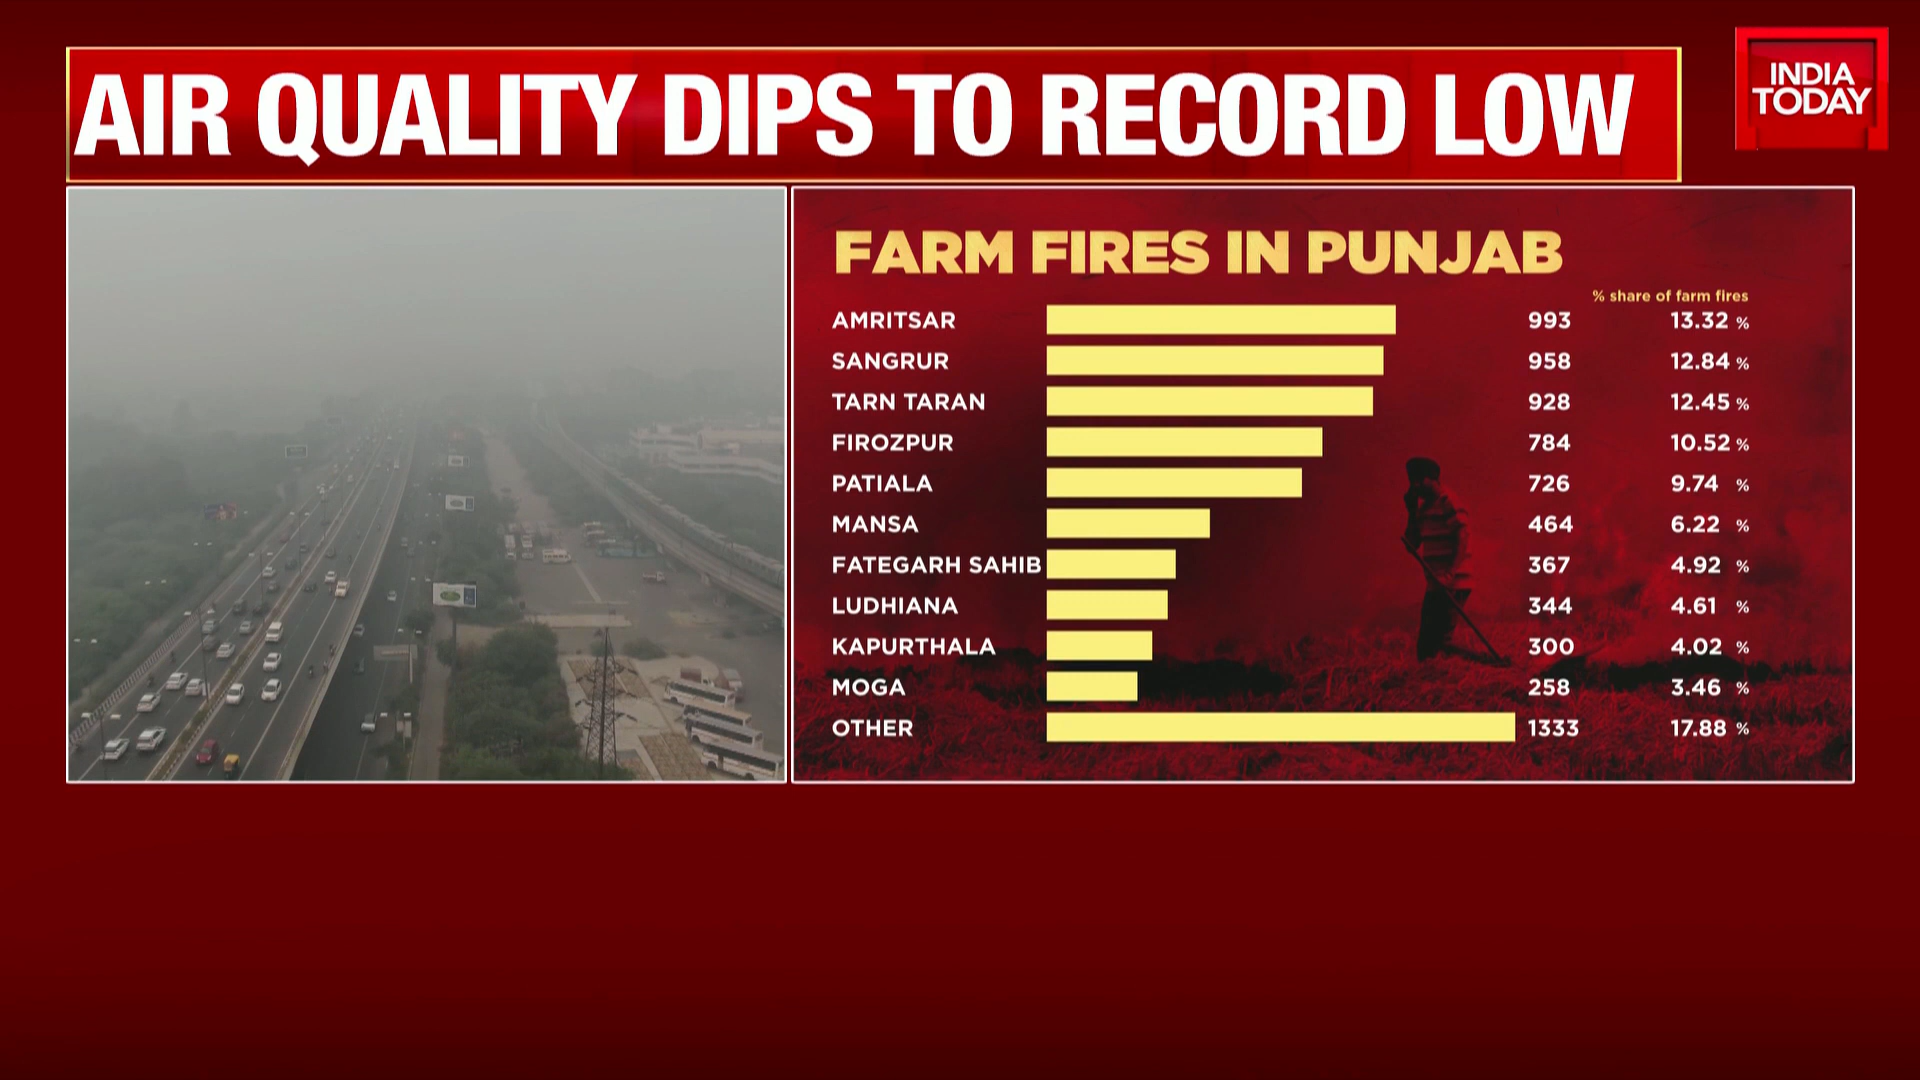 AIR QUALITY DIPS TO RECORD LOW
INDIA
TODAY
FARM FIRES IN PUNJAB
% share of farm fires
AMRITSAR 993 13.32 %
SANGRUR 958 12.84 %
TARN TARAN 928 12.45 %
FIROZPUR 784 10.52 %
PATIALA 726 9.74 %
MANSA 464 6.22 %
FATEGARH SAHIB 367 4.92 %
LUDHIANA 344 4.61 %
KAPURTHALA 300 4.02 %
MOGA 258 3.46 %
OTHER 1333 17.88 %